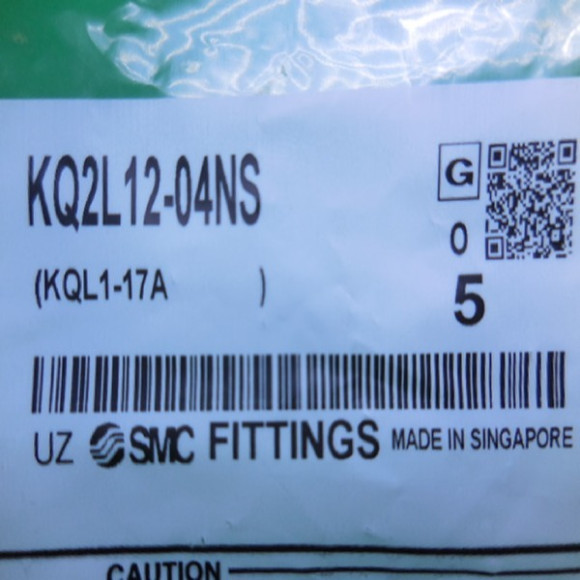 KQ2L12-04NS
G
0
(KQL1-17A )
5
UZ SMC FITTINGS MADE IN SINGAPORE
CAUTION